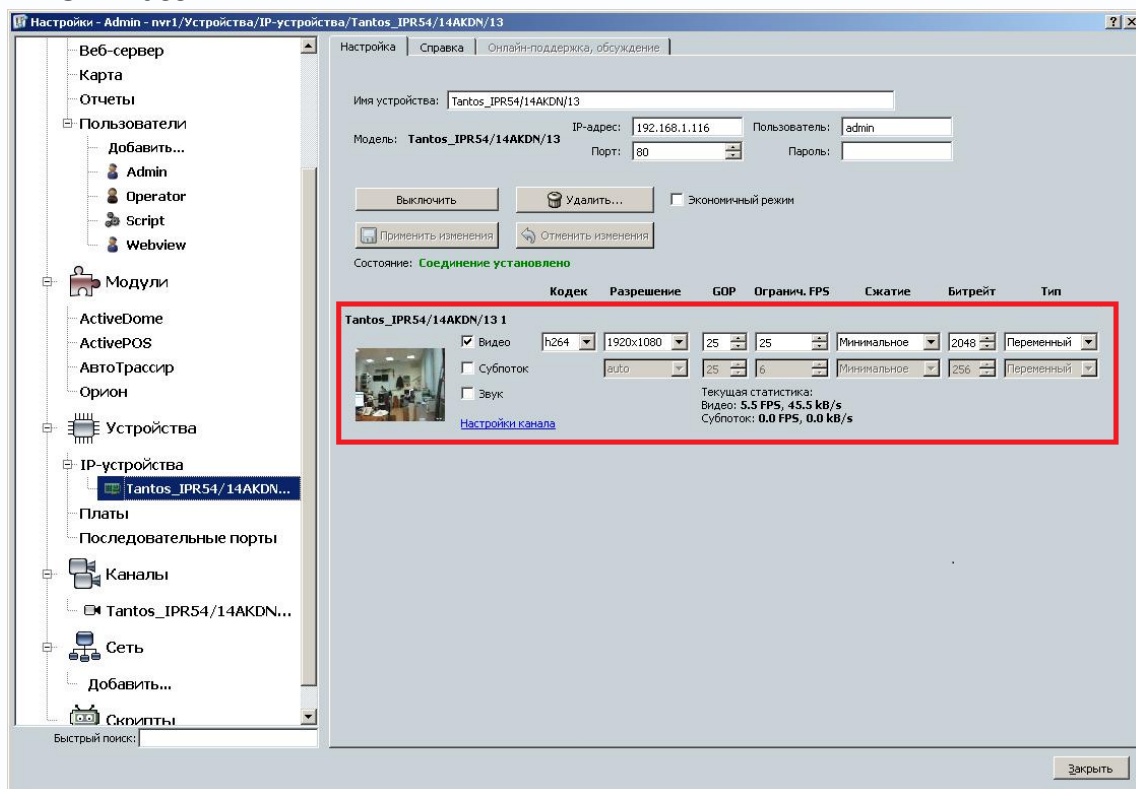 Настройки - Admin - nvr1/Устройства/IP-устройства/Tantos_IPR54/14AKDN/13
Веб-сервер
Карта
Отчеты
Пользователи
Добавить...
Admin
Operator
Script
Webview
Модули
ActiveDome
ActivePOS
АвтоТрассир
Орион
Устройства
IP-устройства
Tantos_IPR54/14AKDN...
Платы
Последовательные порты
Каналы
Tantos_IPR54/14AKDN...
Сеть
Добавить...
Скрипты
Быстрый поиск:
Настройка Справка Онлайн-поддержка, обсуждение
Имя устройства: Tantos_IPR54/14AKDN/13
Модель: Tantos_IPR54/14AKDN/13
IP-адрес: 192.168.1.116 Пользователь: admin
Порт: 80 Пароль:
Выключить Удалить... Экономичный режим
Применить изменения Отменить изменения
Состояние: Соединение установлено
Кодек Разрешение GOP Огранич. FPS Сжатие Битрейт Тип
Tantos_IPR54/14AKDN/13 1
Видео h264 1920x1080 25 25 Минимальное 2048 Переменный
Субпоток auto 25 6 Минимальное 256 Переменный
Звук
Настройки канала
Текущая статистика:
Видео: 5.5 FPS, 45.5 kB/s
Субпоток: 0.0 FPS, 0.0 kB/s
Закрыть